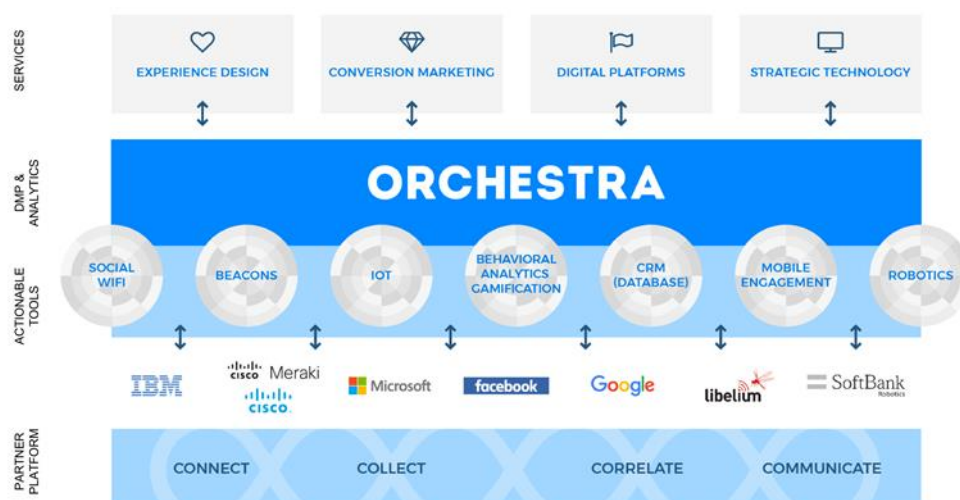 SERVICES
EXPERIENCE DESIGN
CONVERSION MARKETING
DIGITAL PLATFORMS
STRATEGIC TECHNOLOGY
DMP &
ANALYTICS
ORCHESTRA
ACTIONABLE
TOOLS
SOCIAL
WIFI
BEACONS
IOT
BEHAVIORAL
ANALYTICS
GAMIFICATION
CRM
(DATABASE)
MOBILE
ENGAGEMENT
ROBOTICS
IBM
CISCO Meraki
CISCO.
Microsoft
facebook
Google
libelium
SoftBank
Robotics
PARTNER
PLATFORM
CONNECT
COLLECT
CORRELATE
COMMUNICATE